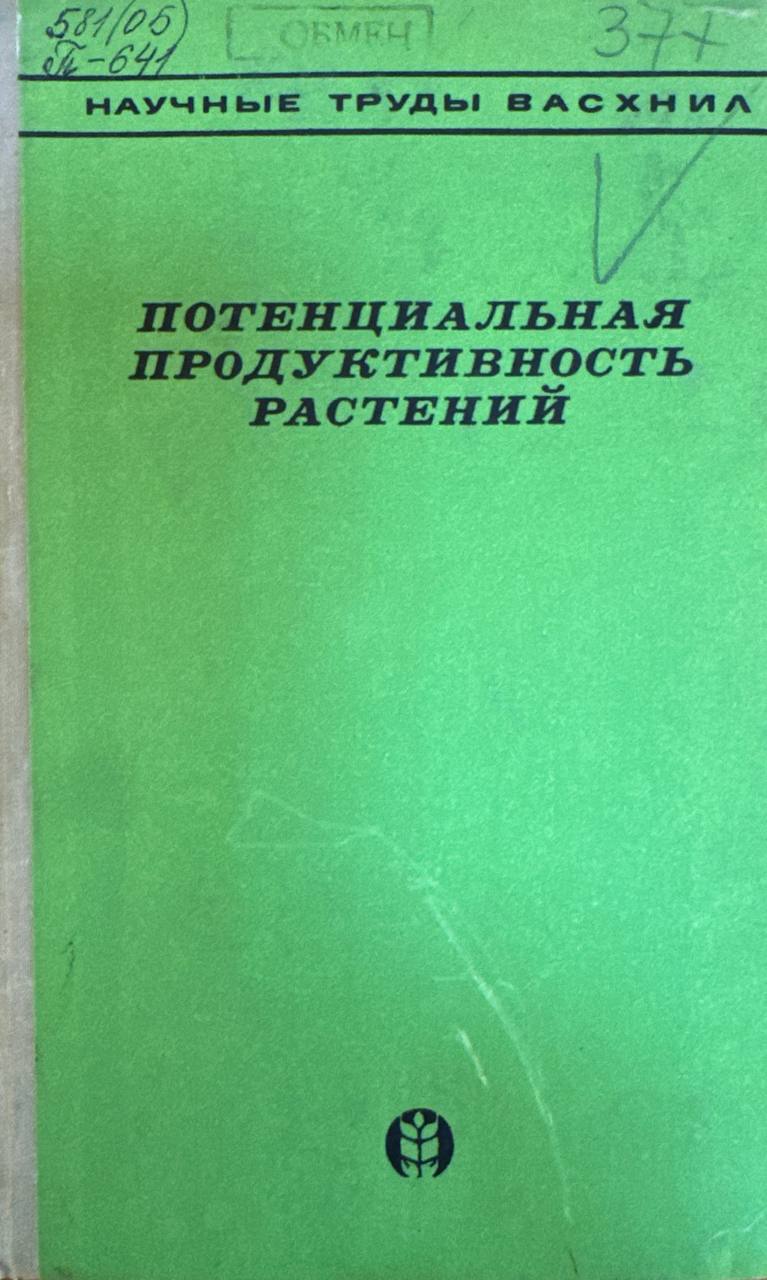 581(05)
П-641
ОБМЕН
377
НАУЧНЫЕ ТРУДЫ ВАСХНИЛ
ПОТЕНЦИАЛЬНАЯ
ПРОДУКТИВНОСТЬ
РАСТЕНИЙ